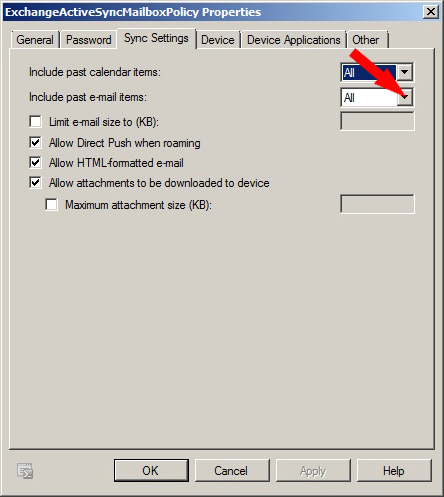 ExchangeActiveSyncMailboxPolicy Properties
General Password Sync Settings Device Device Applications Other
Include past calendar items: All
Include past e-mail items: All
Limit e-mail size to (KB):
Allow Direct Push when roaming
Allow HTML-formatted e-mail
Allow attachments to be downloaded to device
Maximum attachment size (KB):
OK Cancel Apply Help